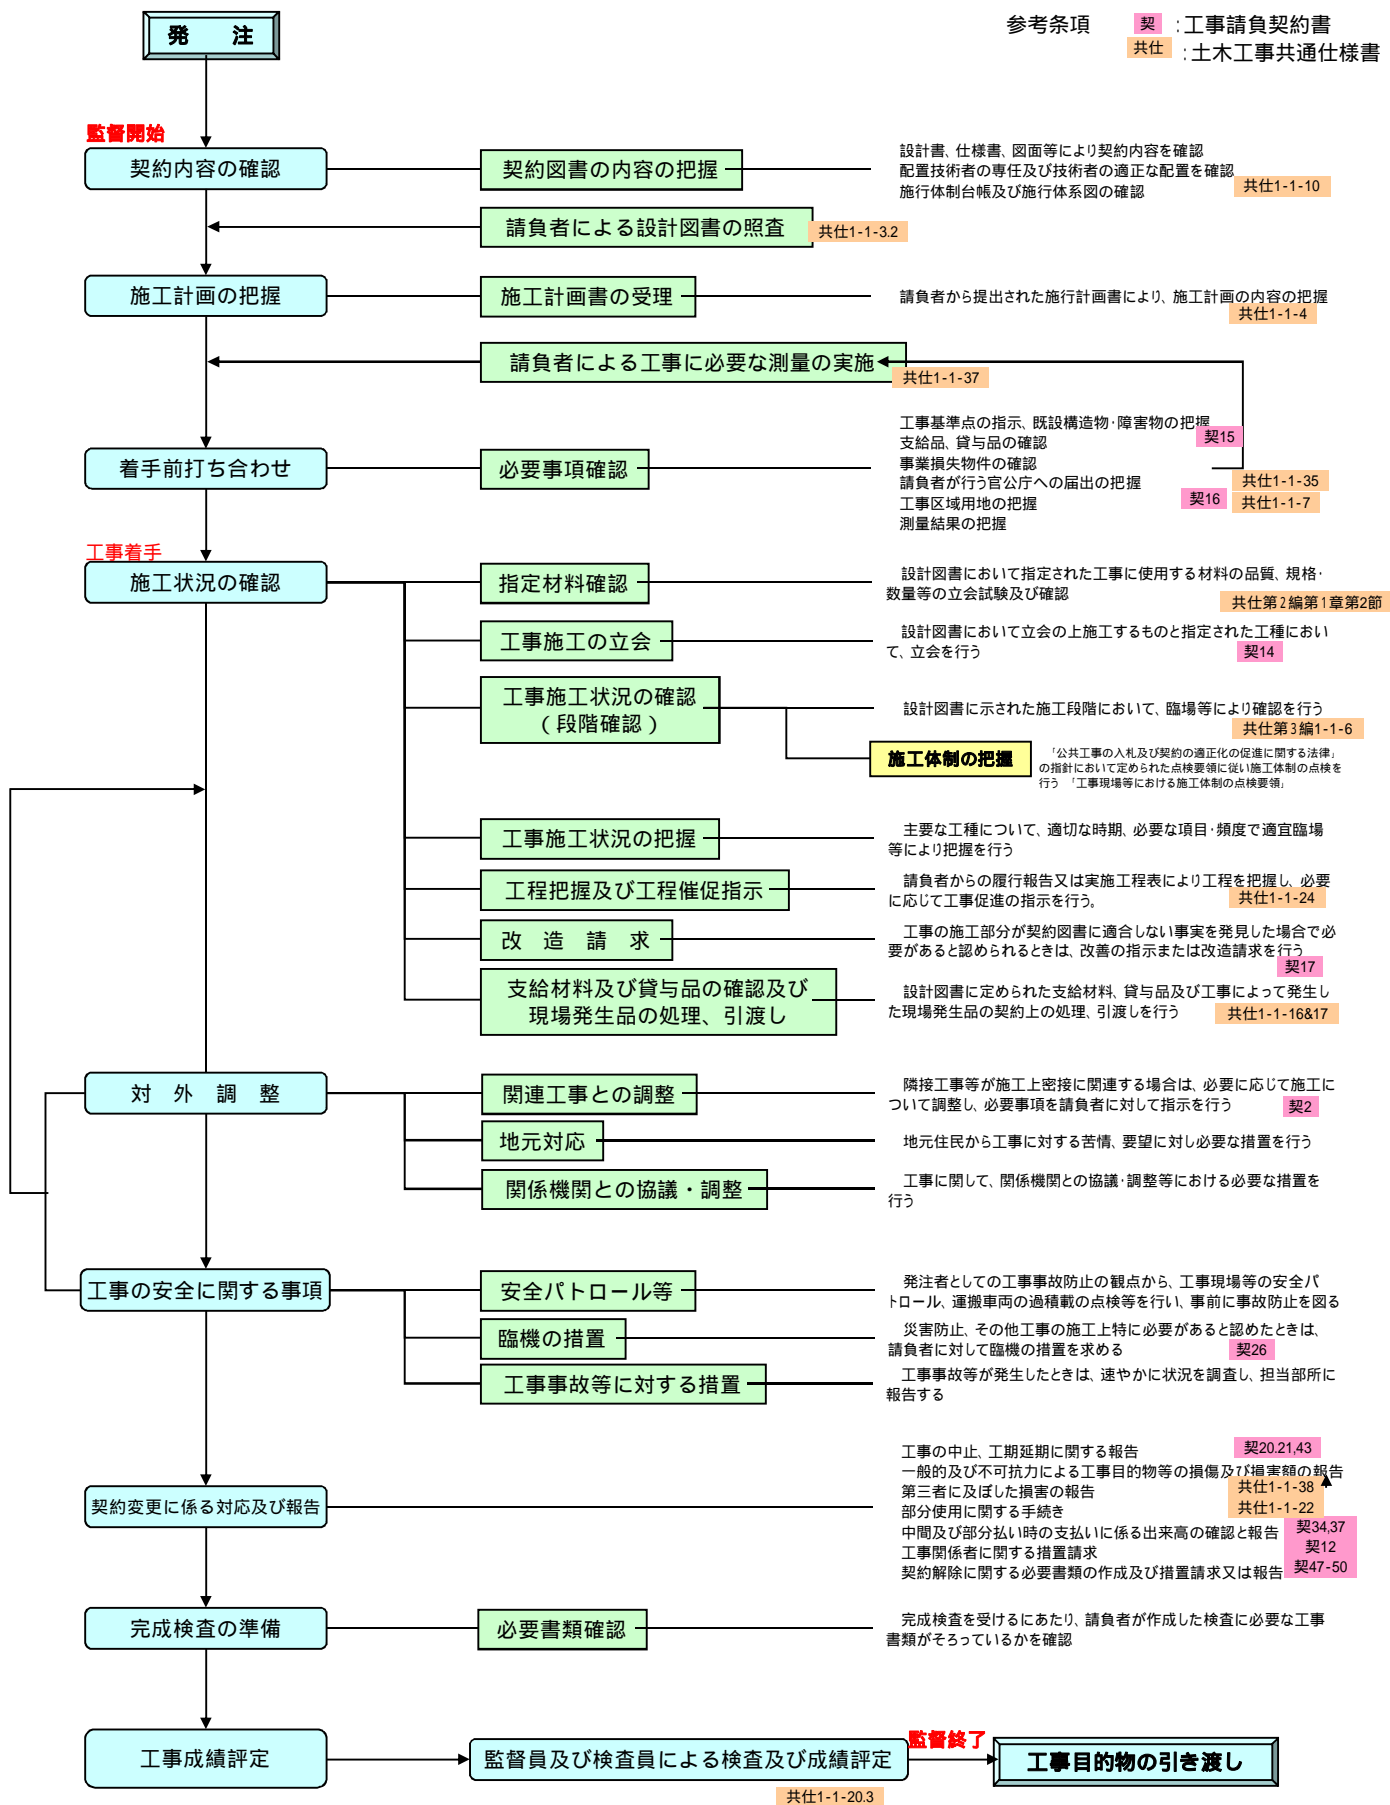 発　注
参考条項　契：工事請負契約書
共仕：土木工事共通仕様書
監督開始
契約内容の確認
契約図書の内容の把握
設計書、仕様書、図面等により契約内容を確認
配置技術者の専任及び技術者の適正な配置を確認
施行体制台帳及び施行体系図の確認
共仕1-1-10
請負者による設計図書の照査
共仕1-1-3.2
施工計画の把握
施工計画書の受理
請負者から提出された施行計画書により、施工計画の内容の把握
共仕1-1-4
請負者による工事に必要な測量の実施
共仕1-1-37
着手前打ち合わせ
必要事項確認
工事基準点の指示、既設構造物・障害物の把握
支給品、貸与品の確認
契15
事業損失物件の確認
請負者が行う官公庁への届出の把握
共仕1-1-35
工事区域用地の把握
契16
共仕1-1-7
測量結果の把握
工事着手
施工状況の確認
指定材料確認
設計図書において指定された工事に使用する材料の品質、規格・
数量等の立会試験及び確認
共仕第2編第1章第2節
工事施工の立会
設計図書において立会の上施工するものと指定された工種におい
て、立会を行う
契14
工事施工状況の確認
（段階確認）
設計図書に示された施工段階において、臨場等により確認を行う
共仕第3編1-1-6
施工体制の把握
「公共工事の入札及び契約の適正化の促進に関する法律」
の指針において定められた点検要領に従い施工体制の点検を
行う　「工事現場等における施工体制の点検要領」
工事施工状況の把握
主要な工種について、適切な時期、必要な項目・頻度で適宜臨場
等により把握を行う
工程把握及び工程催促指示
請負者からの履行報告又は実施工程表により工程を把握し、必要
に応じて工事促進の指示を行う。
共仕1-1-24
改　造　請　求
工事の施工部分が契約図書に適合しない事実を発見した場合で必
要があると認められるときは、改善の指示または改造請求を行う
契17
支給材料及び貸与品の確認及び
現場発生品の処理、引渡し
設計図書に定められた支給材料、貸与品及び工事によって発生し
た現場発生品の契約上の処理、引渡しを行う
共仕1-1-16&17
対　外　調　整
関連工事との調整
隣接工事等が施工上密接に関連する場合は、必要に応じて施工に
ついて調整し、必要事項を請負者に対して指示を行う
契2
地元対応
地元住民から工事に対する苦情、要望に対し必要な措置を行う
関係機関との協議・調整
工事に関して、関係機関との協議・調整等における必要な措置を
行う
工事の安全に関する事項
安全パトロール等
発注者としての工事事故防止の観点から、工事現場等の安全パ
トロール、運搬車両の過積載の点検等を行い、事前に事故防止を図る
臨機の措置
災害防止、その他工事の施工上特に必要があると認めたときは、
請負者に対して臨機の措置を求める
契26
工事事故等に対する措置
工事事故等が発生したときは、速やかに状況を調査し、担当部所に
報告する
契約変更に係る対応及び報告
工事の中止、工期延期に関する報告
契20.21,43
一般的及び不可抗力による工事目的物等の損傷及び損害額の報告
第三者に及ぼした損害の報告
共仕1-1-38
部分使用に関する手続き
共仕1-1-22
中間及び部分払い時の支払いに係る出来高の確認と報告
契34,37
工事関係者に関する措置請求
契12
契約解除に関する必要書類の作成及び措置請求又は報告
契47-50
完成検査の準備
必要書類確認
完成検査を受けるにあたり、請負者が作成した検査に必要な工事
書類がそろっているかを確認
工事成績評定
監督員及び検査員による検査及び成績評定
共仕1-1-20.3
監督終了
工事目的物の引き渡し